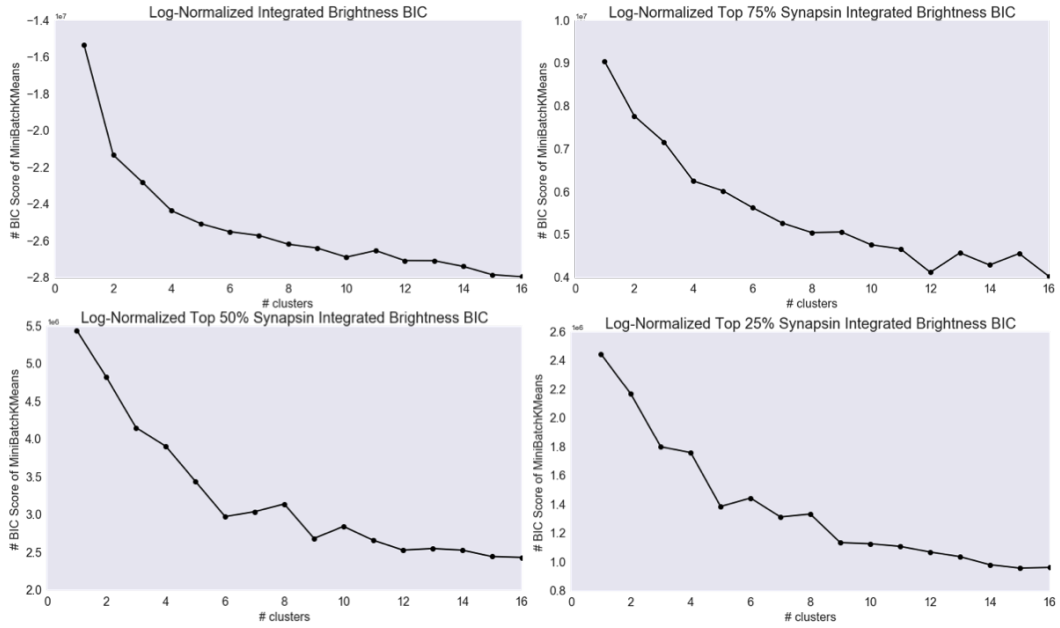 Log-Normalized Integrated Brightness BIC
1e7
# BIC Score of MiniBatchKMeans
−1.4
−1.6
−1.8
−2.0
−2.2
−2.4
−2.6
−2.8
0 2 4 6 8 10 12 14 16
# clusters
Log-Normalized Top 75% Synapsin Integrated Brightness BIC
1e7
# BIC Score of MiniBatchKMeans
1.0
0.9
0.8
0.7
0.6
0.5
0.4
0 2 4 6 8 10 12 14 16
# clusters
Log-Normalized Top 50% Synapsin Integrated Brightness BIC
1e6
# BIC Score of MiniBatchKMeans
5.5
5.0
4.5
4.0
3.5
3.0
2.5
2.0
0 2 4 6 8 10 12 14 16
# clusters
Log-Normalized Top 25% Synapsin Integrated Brightness BIC
1e6
# BIC Score of MiniBatchKMeans
2.6
2.4
2.2
2.0
1.8
1.6
1.4
1.2
1.0
0.8
0 2 4 6 8 10 12 14 16
# clusters